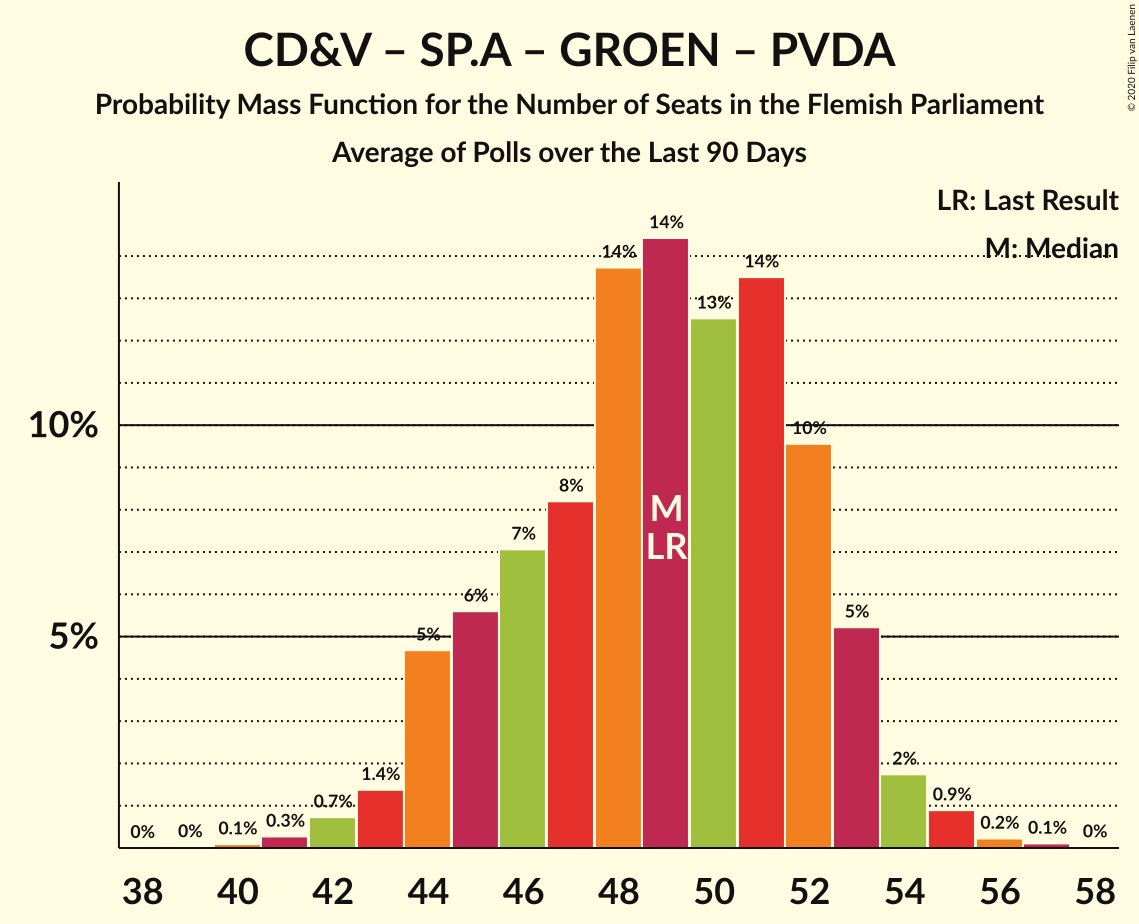 CD&V – SP.A – GROEN – PVDA
Probability Mass Function for the Number of Seats in the Flemish Parliament
Average of Polls over the Last 90 Days
© 2020 Filip van Laenen
LR: Last Result
M: Median
10%
5%
0%
0%
0.1%
0.3%
0.7%
1.4%
5%
6%
7%
8%
14%
14%
13%
14%
10%
5%
2%
0.9%
0.2%
0.1%
0%
M
LR
38 40 42 44 46 48 50 52 54 56 58